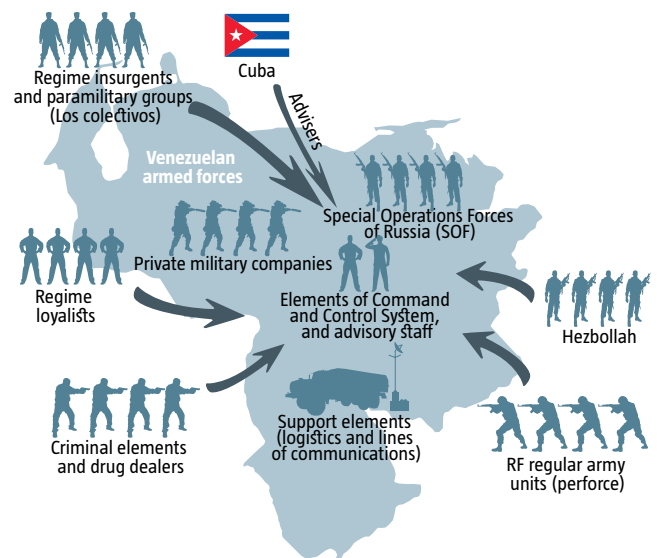 Regime insurgents
and paramilitary groups
(Los colectivos)
Cuba
Advisers
Venezuelan
armed forces
Special Operations Forces
of Russia (SOF)
Private military companies
Regime
loyalists
Elements of Command
and Control System,
and advisory staff
Hezbollah
Criminal elements
and drug dealers
Support elements
(logistics and lines
of communications)
RF regular army
units (perforce)